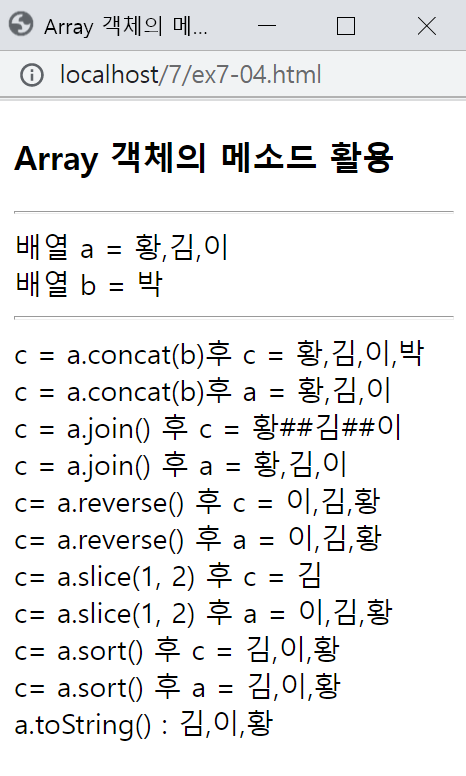 Array 객체의 메...
localhost/7/ex7-04.html
Array 객체의 메소드 활용
배열 a = 황,김,이
배열 b = 박
c = a.concat(b)후 c = 황,김,이,박
c = a.concat(b)후 a = 황,김,이
c = a.join() 후 c = 황##김##이
c = a.join() 후 a = 황,김,이
c= a.reverse() 후 c = 이,김,황
c= a.reverse() 후 a = 이,김,황
c= a.slice(1, 2) 후 c = 김
c= a.slice(1, 2) 후 a = 이,김,황
c= a.sort() 후 c = 김,이,황
c= a.sort() 후 a = 김,이,황
a.toString() : 김,이,황